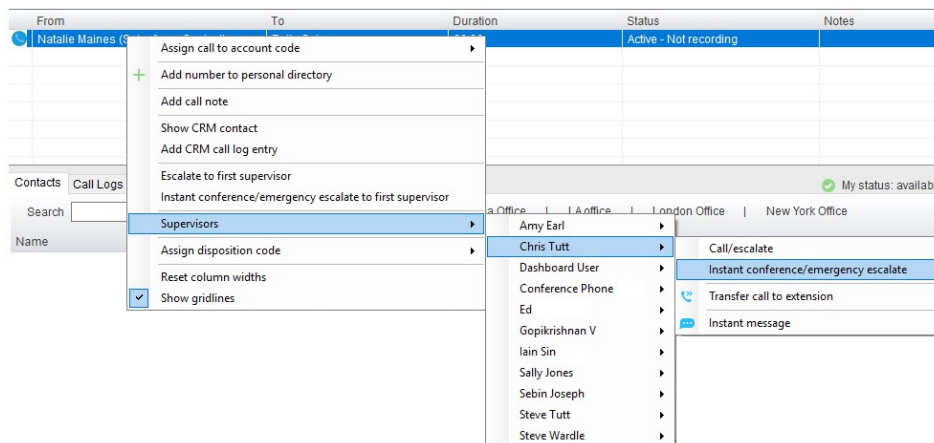 From To Duration Status Notes
Natalie Maines Active - Not recording
Assign call to account code
Add number to personal directory
Add call note
Show CRM contact
Add CRM call log entry
Escalate to first supervisor
Instant conference/emergency escalate to first supervisor
Supervisors
Assign disposition code
Reset column widths
Show gridlines
Contacts Call Logs
My status: availab
Search
a Office | LA office | London Office | New York Office
Name
Amy Earl
Chris Tutt
Dashboard User
Conference Phone
Ed
Gopikrishnan V
Iain Sin
Sally Jones
Sebin Joseph
Steve Tutt
Steve Wardle
Call/escalate
Instant conference/emergency escalate
Transfer call to extension
Instant message